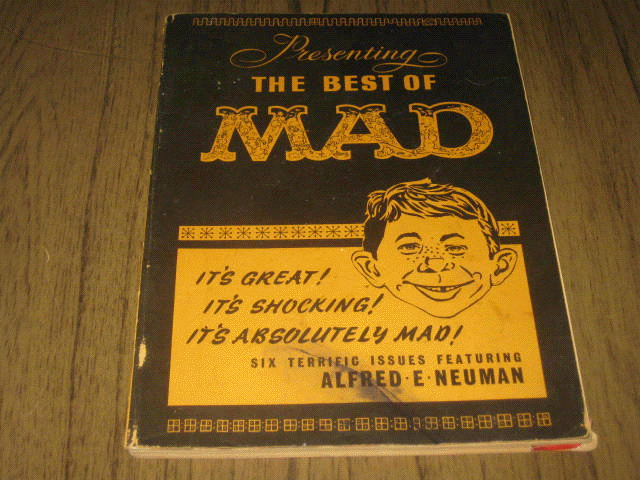 Presenting
THE BEST OF
MAD
IT'S GREAT!
IT'S SHOCKING!
IT'S ABSOLUTELY MAD!
SIX TERRIFIC ISSUES FEATURING
ALFRED · E · NEUMAN